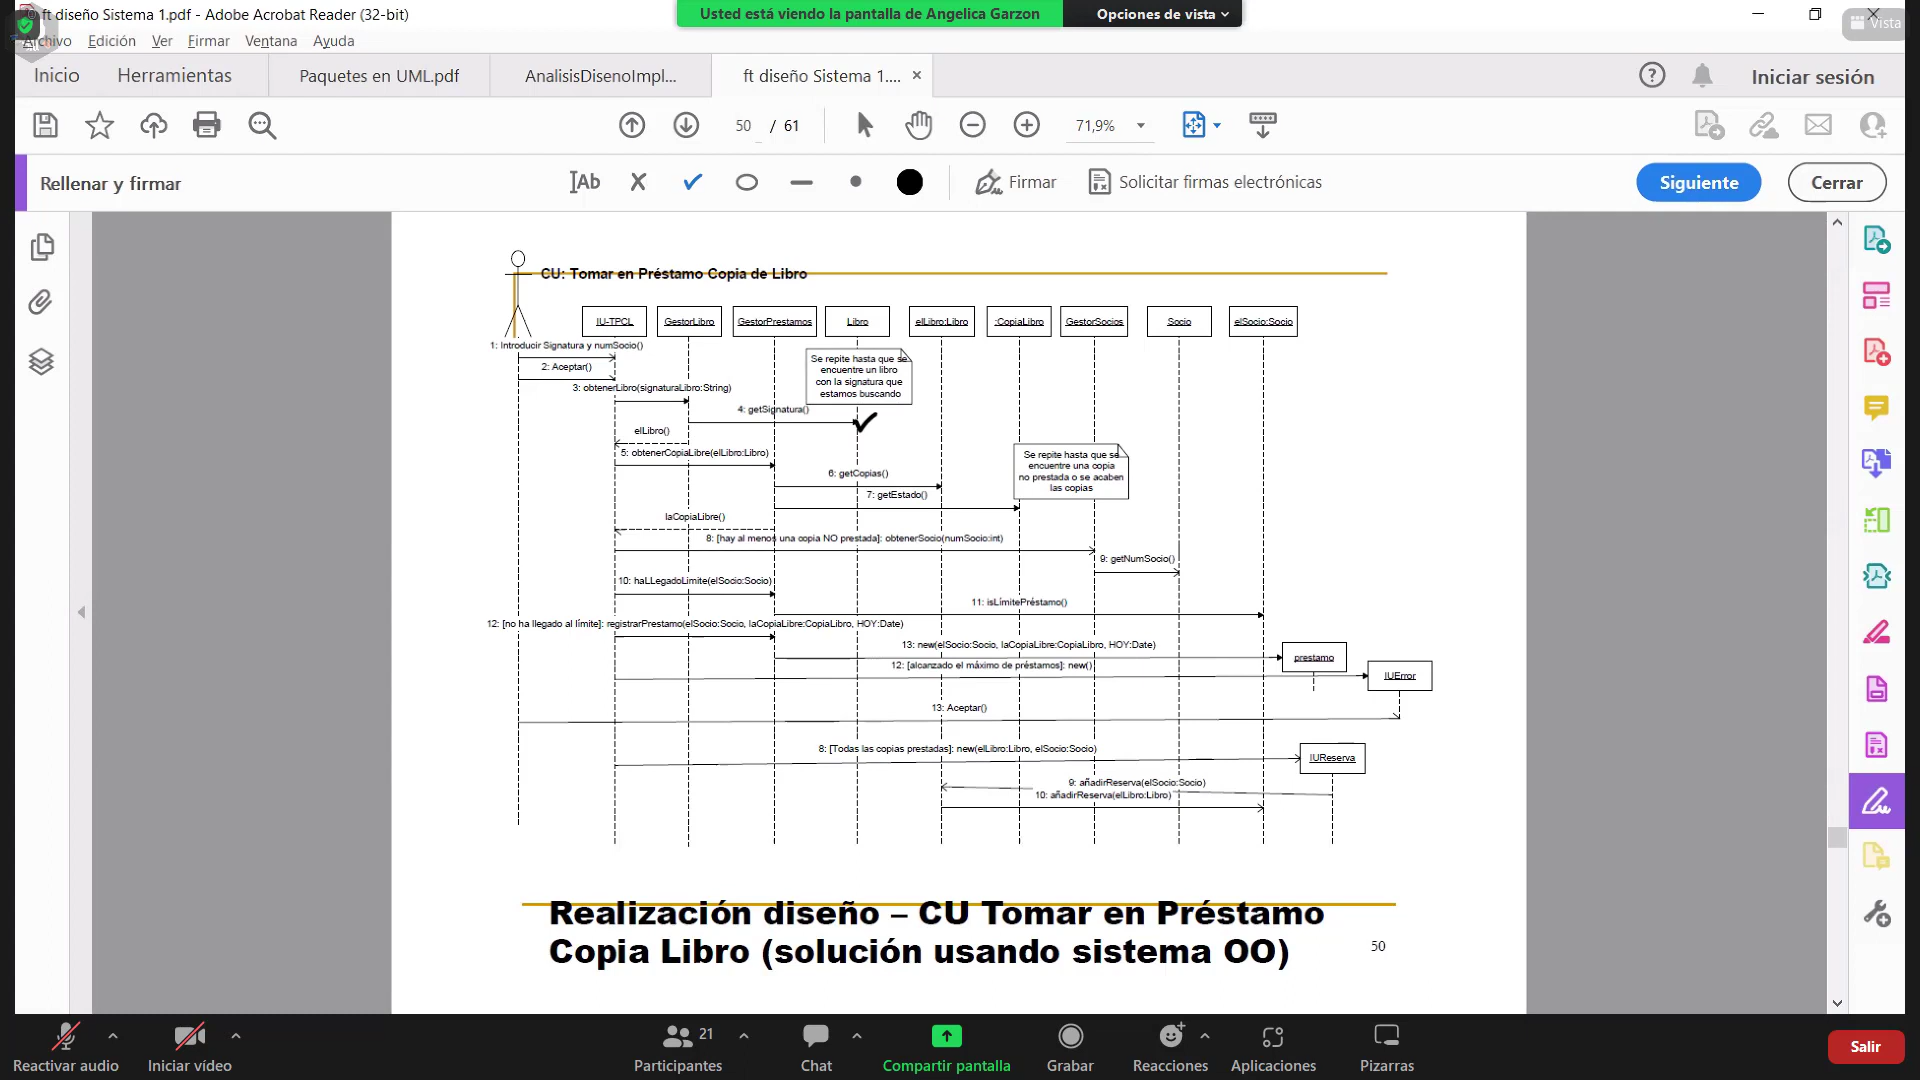 ft diseño Sistema 1.pdf - Adobe Acrobat Reader (32-bit)
Usted está viendo la pantalla de Angelica Garzon
Opciones de vista
Vista
Archivo Edición Ver Firmar Ventana Ayuda
Inicio Herramientas Paquetes en UML.pdf AnalisisDisenoImpl... ft diseño Sistema 1.... × Iniciar sesión
50 / 61 71,9%
Rellenar y firmar Ab Firmar Solicitar firmas electrónicas Siguiente Cerrar
CU: Tomar en Préstamo Copia de Libro
IU-TPCL GestorLibro GestorPrestamos Libro elLibro:Libro :CopiaLibro GestorSocios Socio elSocio:Socio
1: Introducir Signatura y numSocio()
Se repite hasta que se
encuentre un libro
con la signatura que
estamos buscando
2: Aceptar()
3: obtenerLibro(signaturaLibro:String)
4: getSignatura()
elLibro()
5: obtenerCopiaLibre(elLibro:Libro)
Se repite hasta que se
encuentre una copia
no prestada o se acaben
las copias
6: getCopias()
7: getEstado()
laCopiaLibre()
8: [hay al menos una copia NO prestada]: obtenerSocio(numSocio:int)
9: getNumSocio()
10: haLLegadoLimite(elSocio:Socio)
11: isLímitePréstamo()
12: [no ha llegado al límite]: registrarPrestamo(elSocio:Socio, laCopiaLibre:CopiaLibro, HOY:Date)
13: new(elSocio:Socio, laCopiaLibre:CopiaLibro, HOY:Date)
prestamo
12: [alcanzado el máximo de préstamos]: new()
IUError
13: Aceptar()
8: [Todas las copias prestadas]: new(elLibro:Libro, elSocio:Socio)
IUReserva
9: añadirReserva(elSocio:Socio)
10: añadirReserva(elLibro:Libro)
Realización diseño – CU Tomar en Préstamo
Copia Libro (solución usando sistema OO)
50
21
Reactivar audio Iniciar vídeo Participantes Chat Compartir pantalla Grabar Reacciones Aplicaciones Pizarras Salir